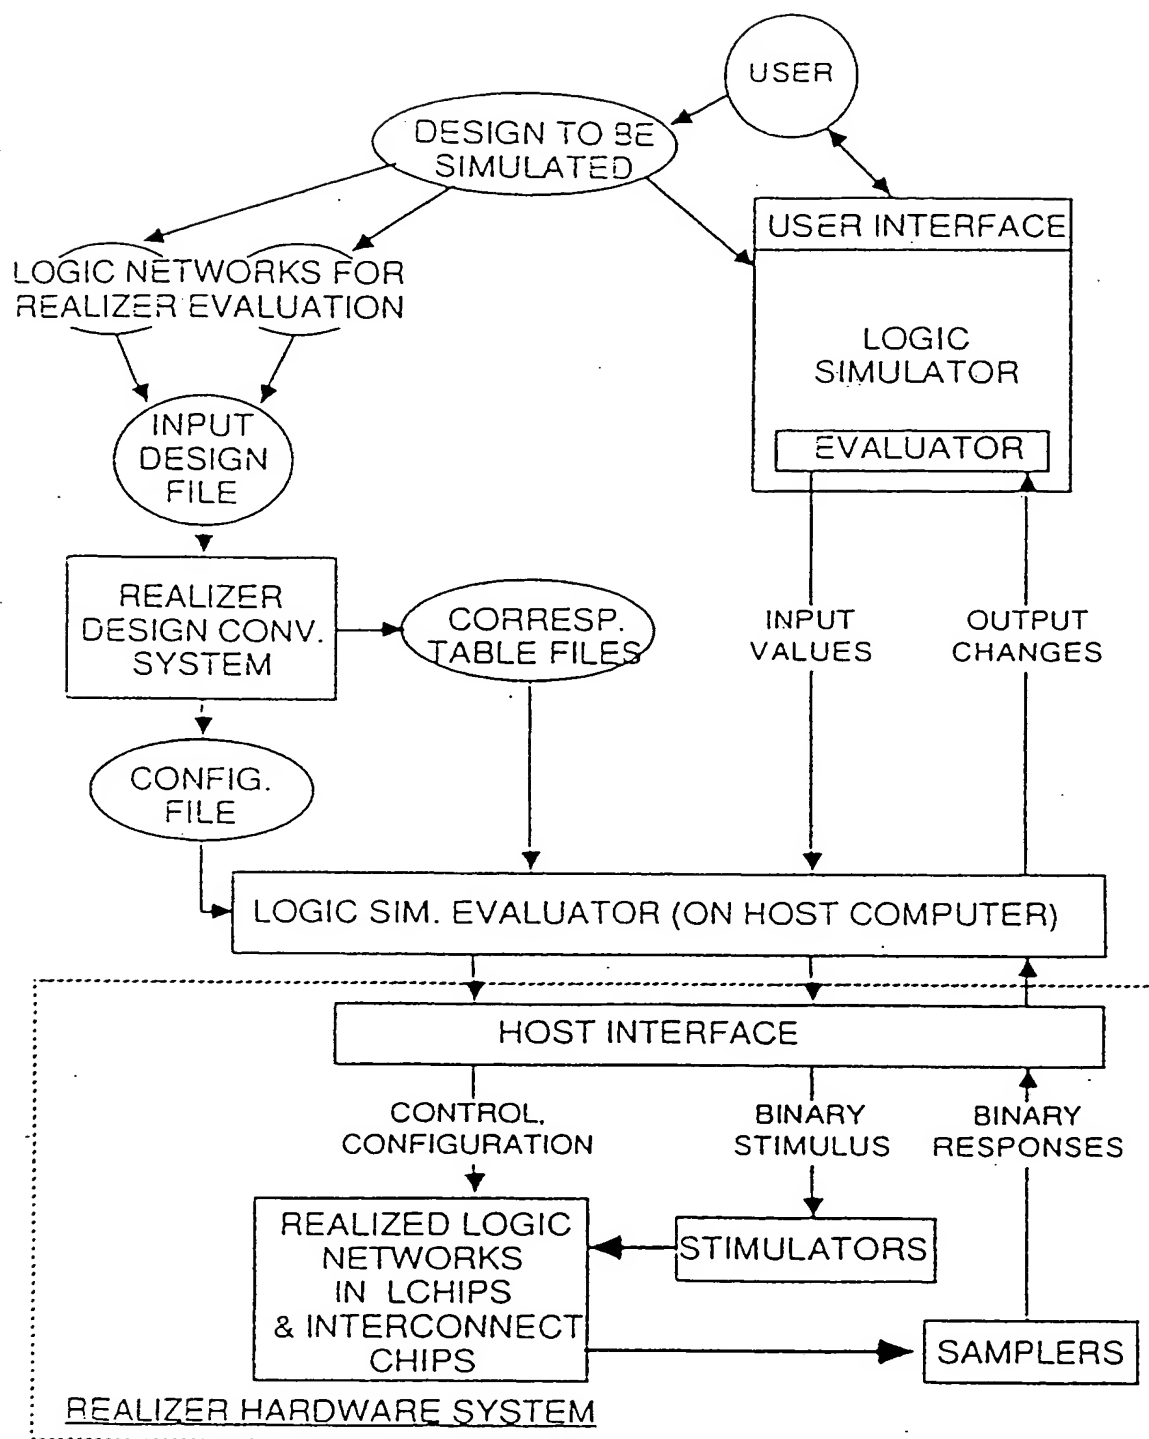 USER
DESIGN TO BE
SIMULATED
USER INTERFACE
LOGIC NETWORKS FOR
REALIZER EVALUATION
LOGIC
SIMULATOR
EVALUATOR
INPUT
DESIGN
FILE
REALIZER
DESIGN CONV.
SYSTEM
CORRESP.
TABLE FILES
INPUT
VALUES
OUTPUT
CHANGES
CONFIG.
FILE
LOGIC SIM. EVALUATOR (ON HOST COMPUTER)
HOST INTERFACE
CONTROL,
CONFIGURATION
BINARY
STIMULUS
BINARY
RESPONSES
REALIZED LOGIC
NETWORKS
IN LCHIPS
& INTERCONNECT
CHIPS
STIMULATORS
SAMPLERS
REALIZER HARDWARE SYSTEM